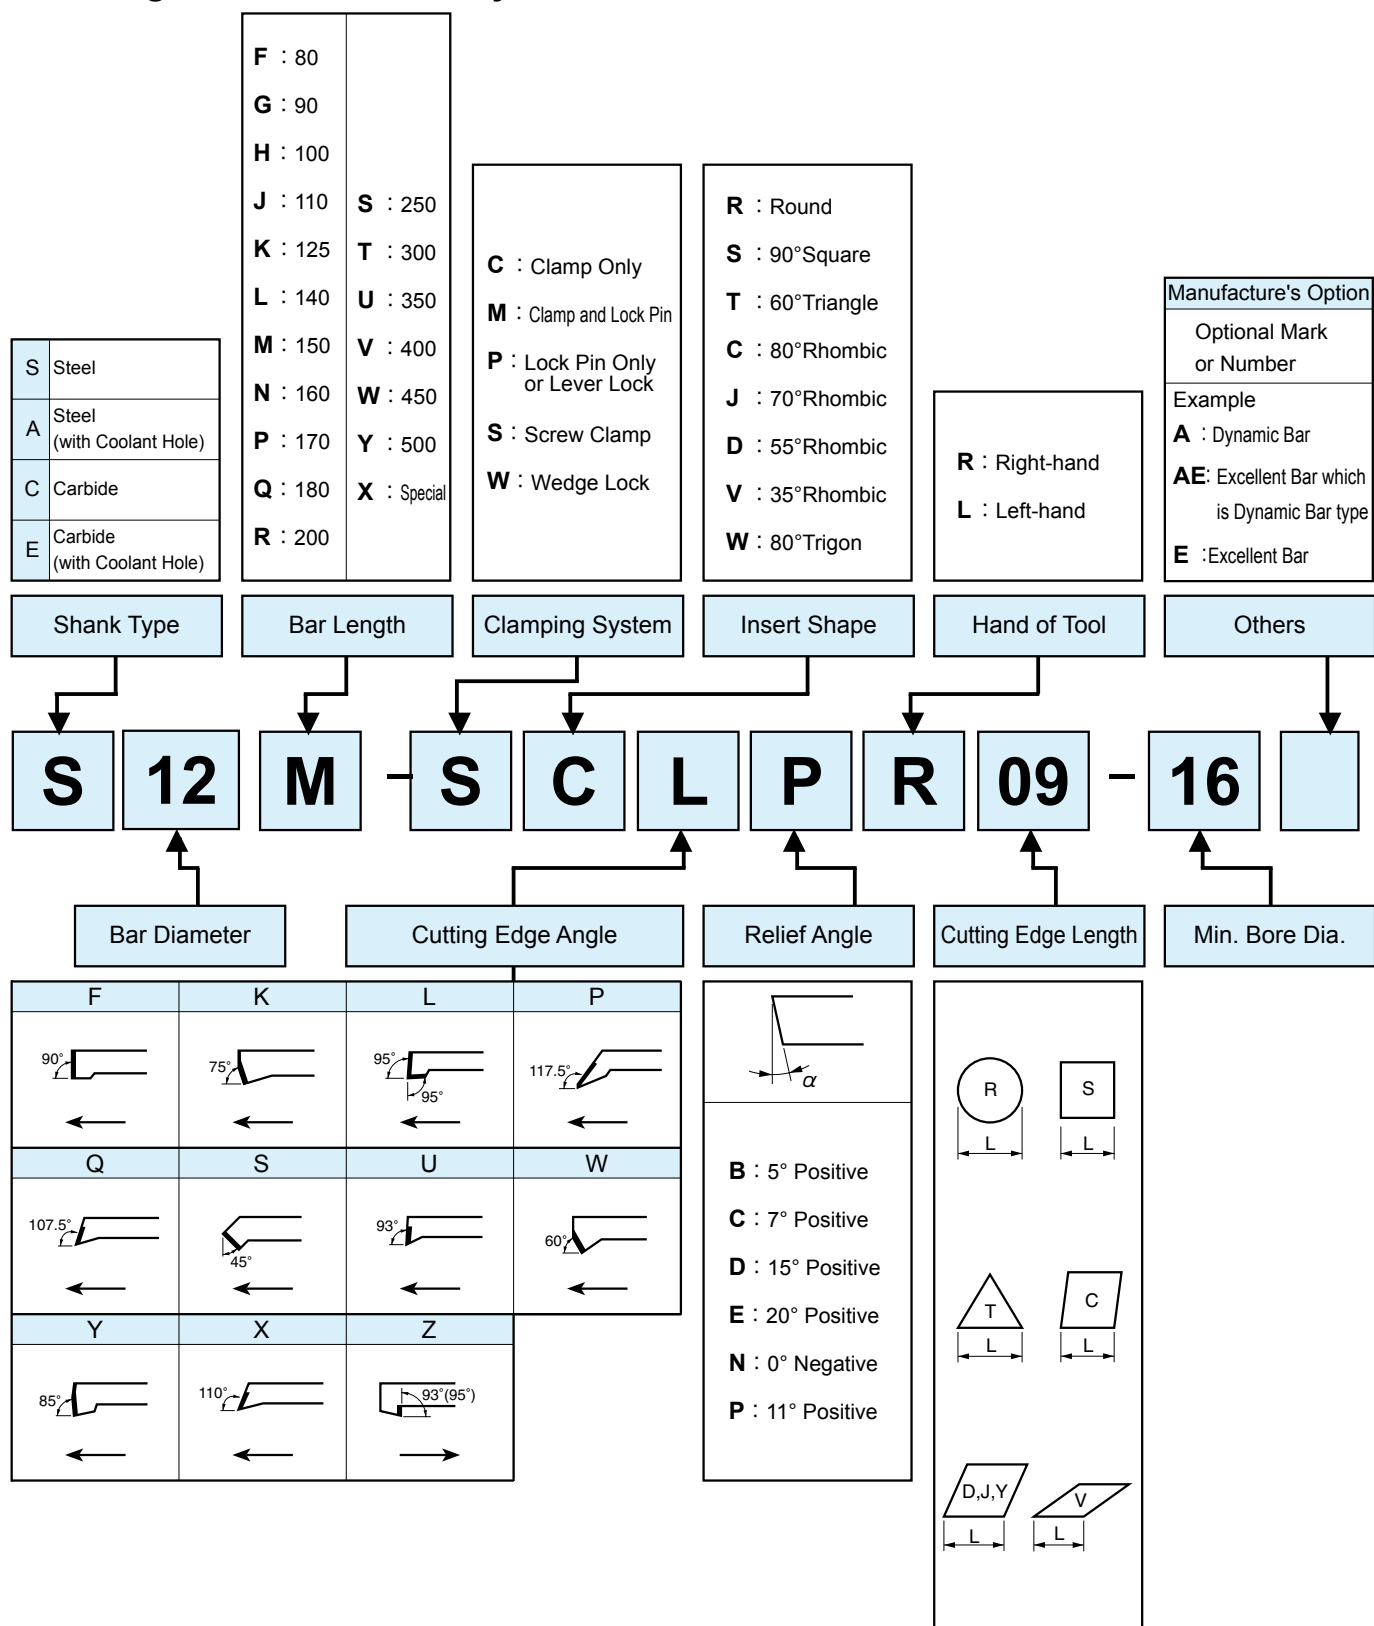 F : 80
G : 90
H : 100
J : 110
K : 125
L : 140
M : 150
N : 160
P : 170
Q : 180
R : 200
S : 250
T : 300
U : 350
V : 400
W : 450
Y : 500
X : Special
C : Clamp Only
M : Clamp and Lock Pin
P : Lock Pin Only
or Lever Lock
S : Screw Clamp
W : Wedge Lock
R : Round
S : 90°Square
T : 60°Triangle
C : 80°Rhombic
J : 70°Rhombic
D : 55°Rhombic
V : 35°Rhombic
W : 80°Trigon
R : Right-hand
L : Left-hand
Manufacture's Option
Optional Mark
or Number
Example
A : Dynamic Bar
AE: Excellent Bar which
is Dynamic Bar type
E :Excellent Bar
S Steel
A Steel
(with Coolant Hole)
C Carbide
E Carbide
(with Coolant Hole)
Shank Type
Bar Length
Clamping System
Insert Shape
Hand of Tool
Others
S 12 M - S C L P R 09 - 16
Bar Diameter
Cutting Edge Angle
Relief Angle
Cutting Edge Length
Min. Bore Dia.
F K L P
90°
75°
95°
95°
117.5°
Q S U W
107.5°
45°
93°
60°
Y X Z
85°
110°
93°(95°)
α
B : 5° Positive
C : 7° Positive
D : 15° Positive
E : 20° Positive
N : 0° Negative
P : 11° Positive
R S
L L
T C
L L
D,J,Y V
L L